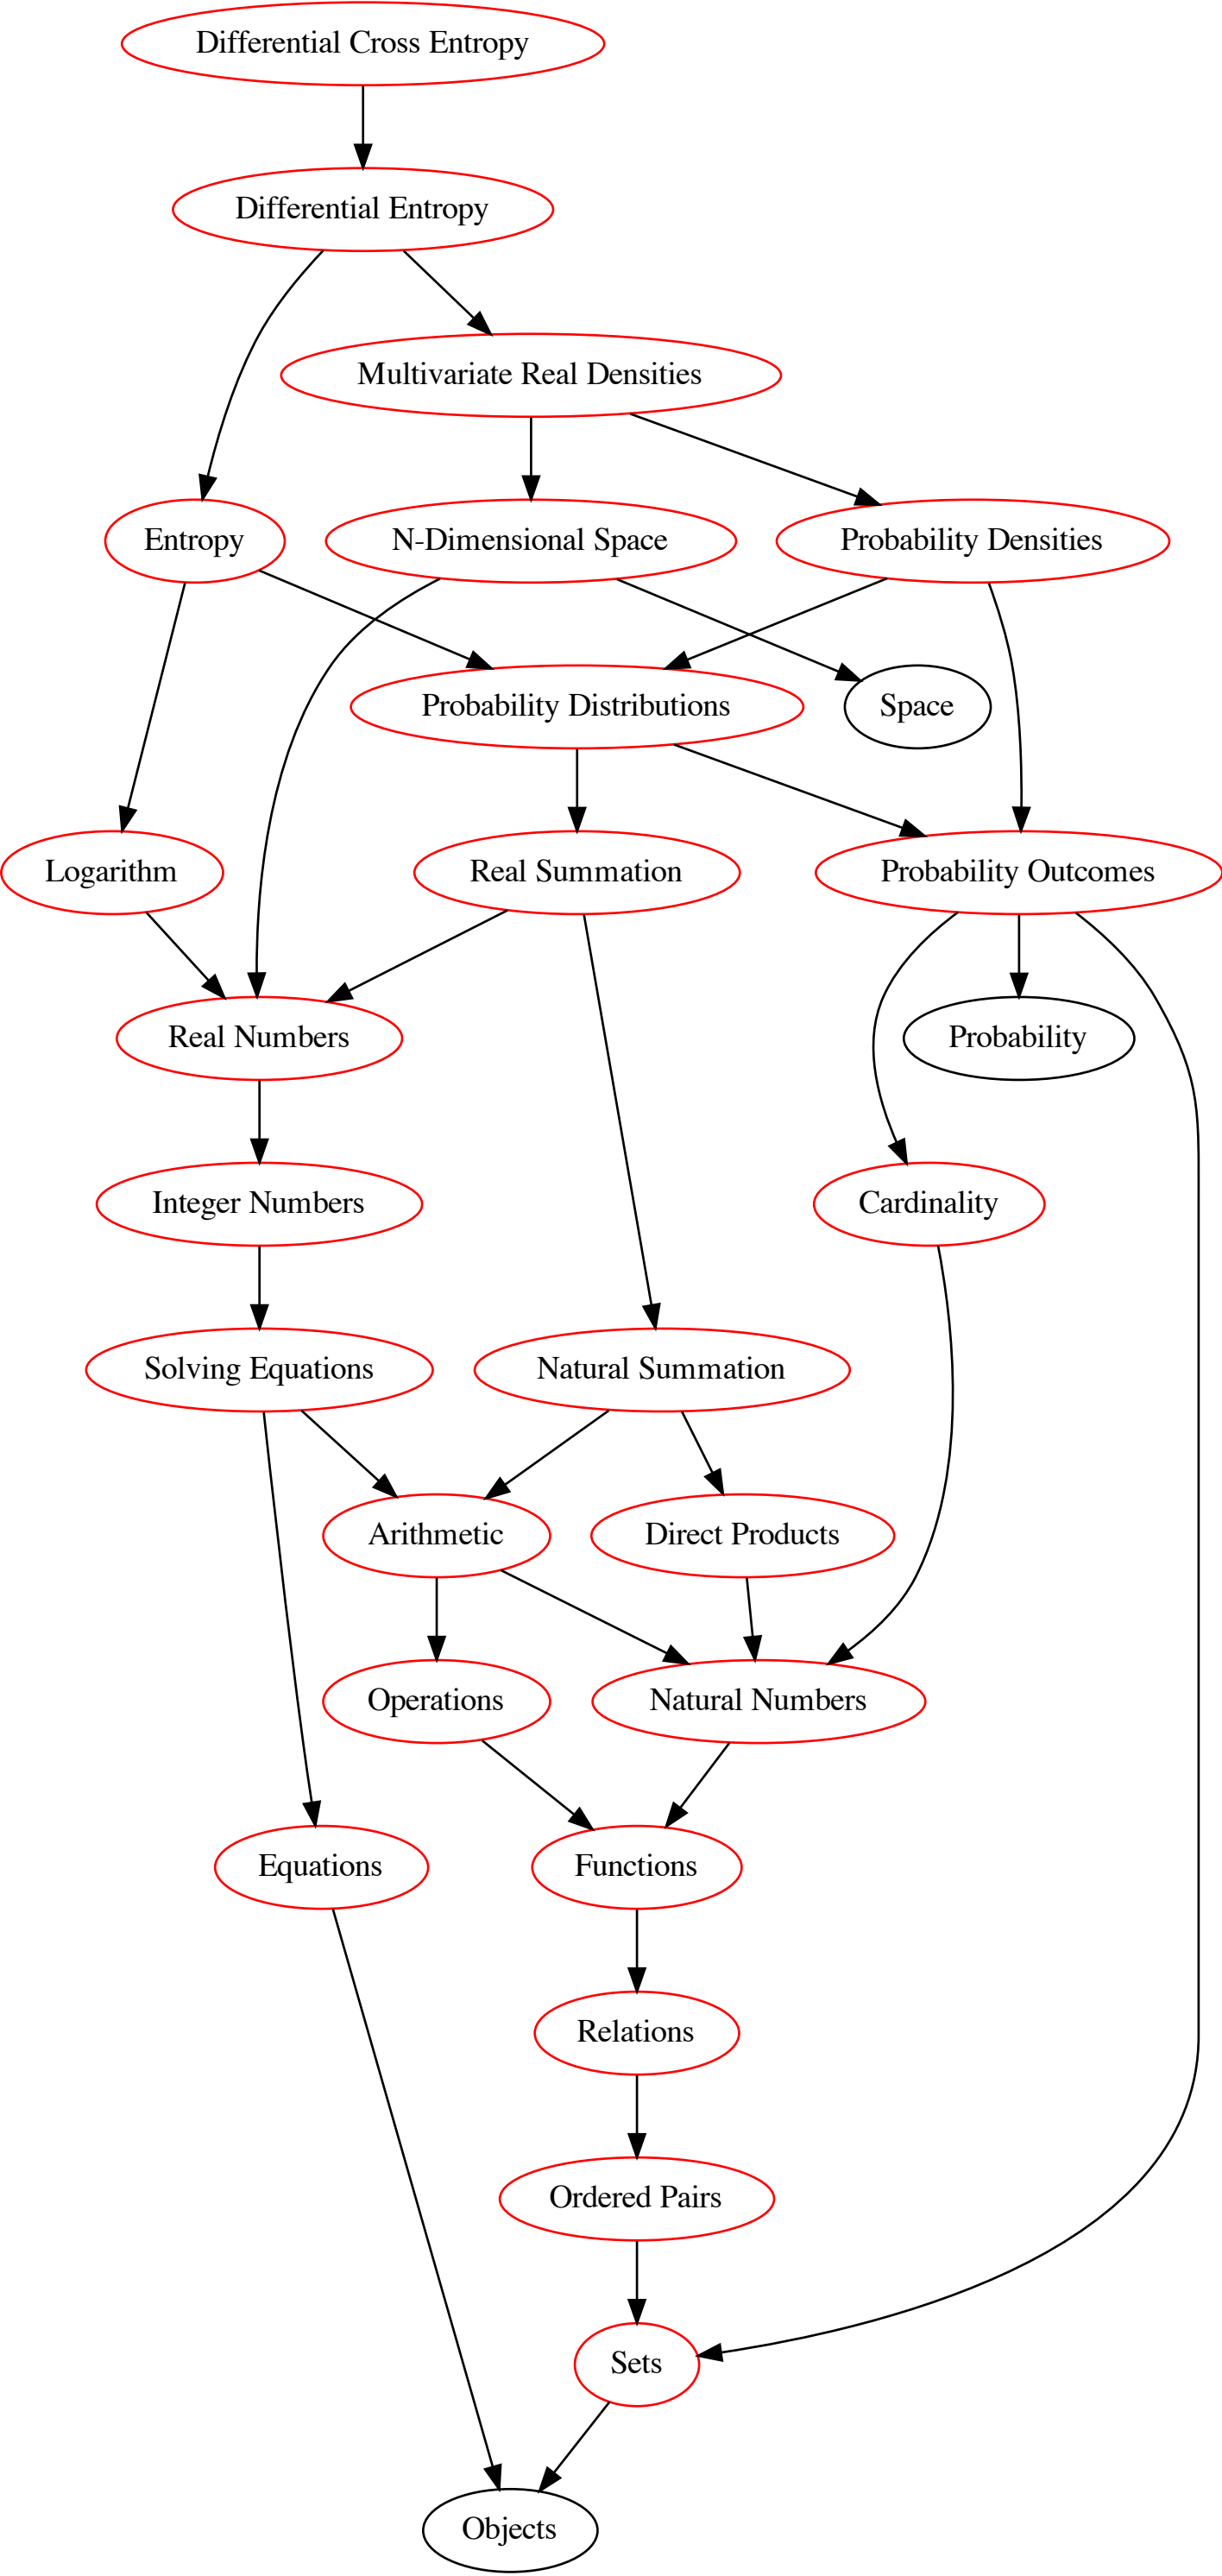 Differential Cross Entropy
Differential Entropy
Multivariate Real Densities
Entropy
N-Dimensional Space
Probability Densities
Probability Distributions
Space
Logarithm
Real Summation
Probability Outcomes
Real Numbers
Probability
Integer Numbers
Cardinality
Solving Equations
Natural Summation
Arithmetic
Direct Products
Operations
Natural Numbers
Equations
Functions
Relations
Ordered Pairs
Sets
Objects